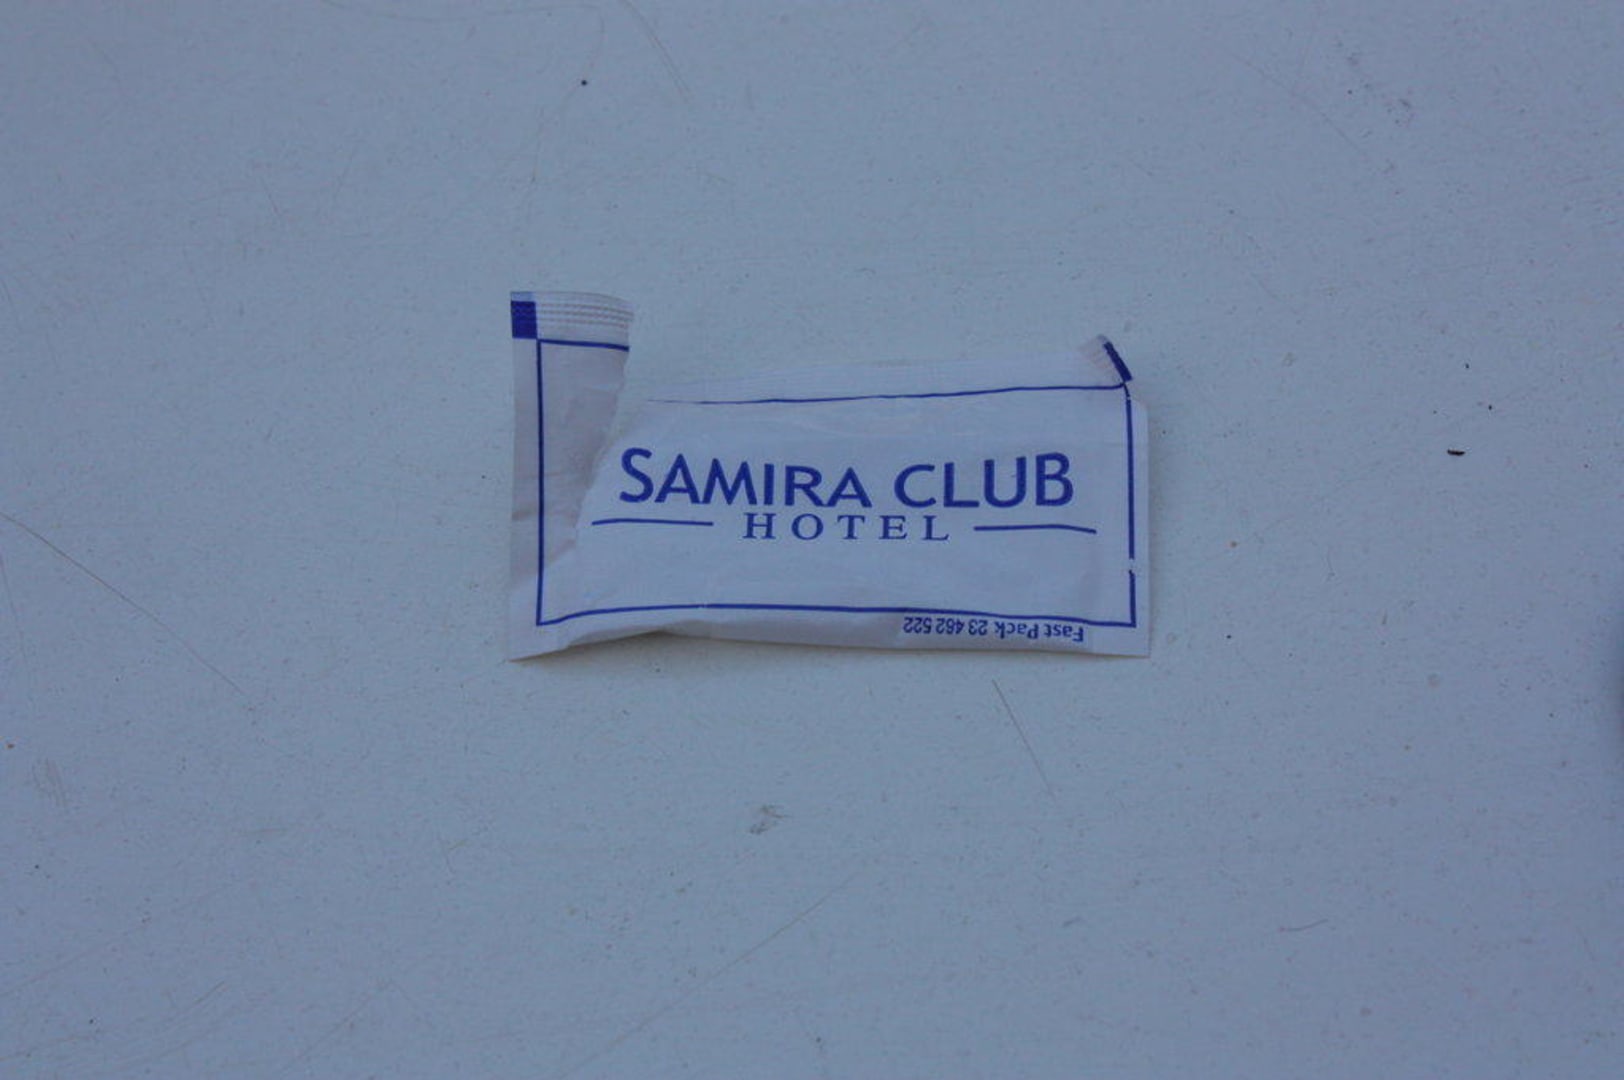 SAMIRA CLUB
HOTEL
Fast Pack 23 462 522